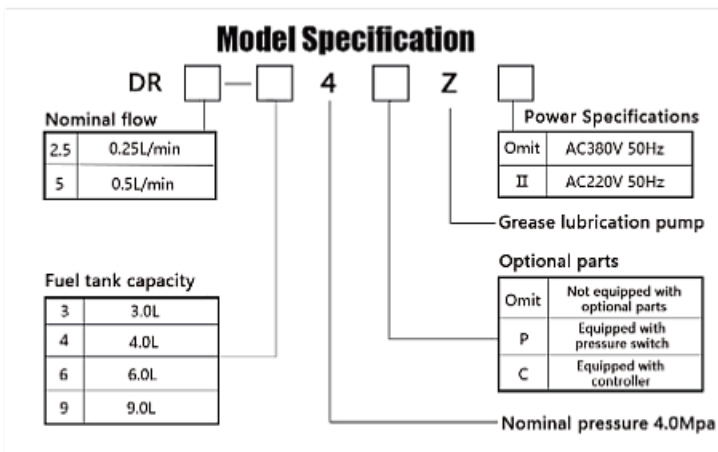 Model Specification
DR — 4 Z
Nominal flow
2.5 0.25L/min
5 0.5L/min
Power Specifications
Omit AC380V 50Hz
II AC220V 50Hz
Grease lubrication pump
Optional parts
Omit Not equipped with
optional parts
P Equipped with
pressure switch
C Equipped with
controller
Fuel tank capacity
3 3.0L
4 4.0L
6 6.0L
9 9.0L
Nominal pressure 4.0Mpa